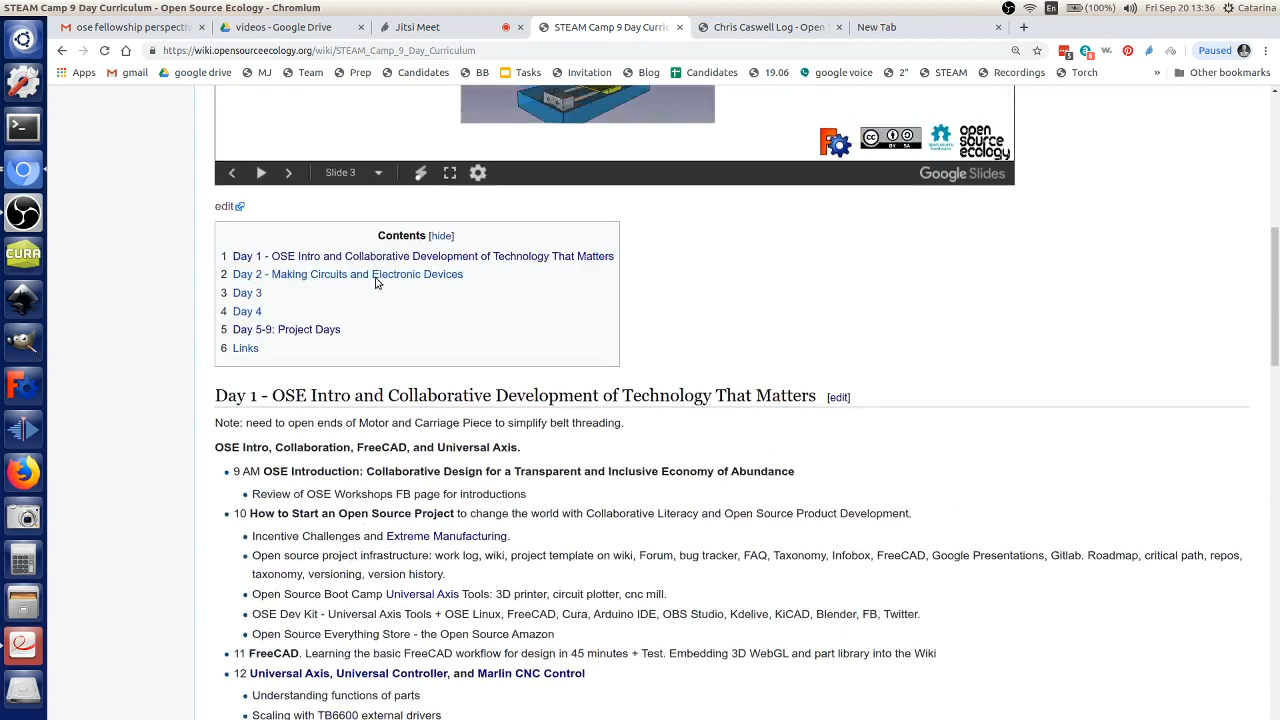 STEAM Camp 9 Day Curriculum - Open Source Ecology - Chromium
En (100%) Fri Sep 20 13:36 Catarina
ose fellowship perspectiv
videos - Google Drive
Jitsi Meet
STEAM Camp 9 Day Curric
Chris Caswell Log - Open
New Tab
https://wiki.opensourceecology.org/wiki/STEAM_Camp_9_Day_Curriculum
Paused
Apps gmail google drive MJ Team Prep Candidates BB Tasks Invitation Blog Candidates 19.06 google voice 2" STEAM Recordings Torch » Other bookmarks
CC BY SA
open source ecology
Slide 3
Google Slides
edit
Contents [hide]
1 Day 1 - OSE Intro and Collaborative Development of Technology That Matters
2 Day 2 - Making Circuits and Electronic Devices
3 Day 3
4 Day 4
5 Day 5-9: Project Days
6 Links
Day 1 - OSE Intro and Collaborative Development of Technology That Matters [edit]
Note: need to open ends of Motor and Carriage Piece to simplify belt threading.
OSE Intro, Collaboration, FreeCAD, and Universal Axis.
9 AM OSE Introduction: Collaborative Design for a Transparent and Inclusive Economy of Abundance
Review of OSE Workshops FB page for introductions
10 How to Start an Open Source Project to change the world with Collaborative Literacy and Open Source Product Development.
Incentive Challenges and Extreme Manufacturing.
Open source project infrastructure: work log, wiki, project template on wiki, Forum, bug tracker, FAQ, Taxonomy, Infobox, FreeCAD, Google Presentations, Gitlab. Roadmap, critical path, repos,
taxonomy, versioning, version history.
Open Source Boot Camp Universal Axis Tools: 3D printer, circuit plotter, cnc mill.
OSE Dev Kit - Universal Axis Tools + OSE Linux, FreeCAD, Cura, Arduino IDE, OBS Studio, Kdelive, KiCAD, Blender, FB, Twitter.
Open Source Everything Store - the Open Source Amazon
11 FreeCAD. Learning the basic FreeCAD workflow for design in 45 minutes + Test. Embedding 3D WebGL and part library into the Wiki
12 Universal Axis, Universal Controller, and Marlin CNC Control
Understanding functions of parts
Scaling with TB6600 external drivers
CURA